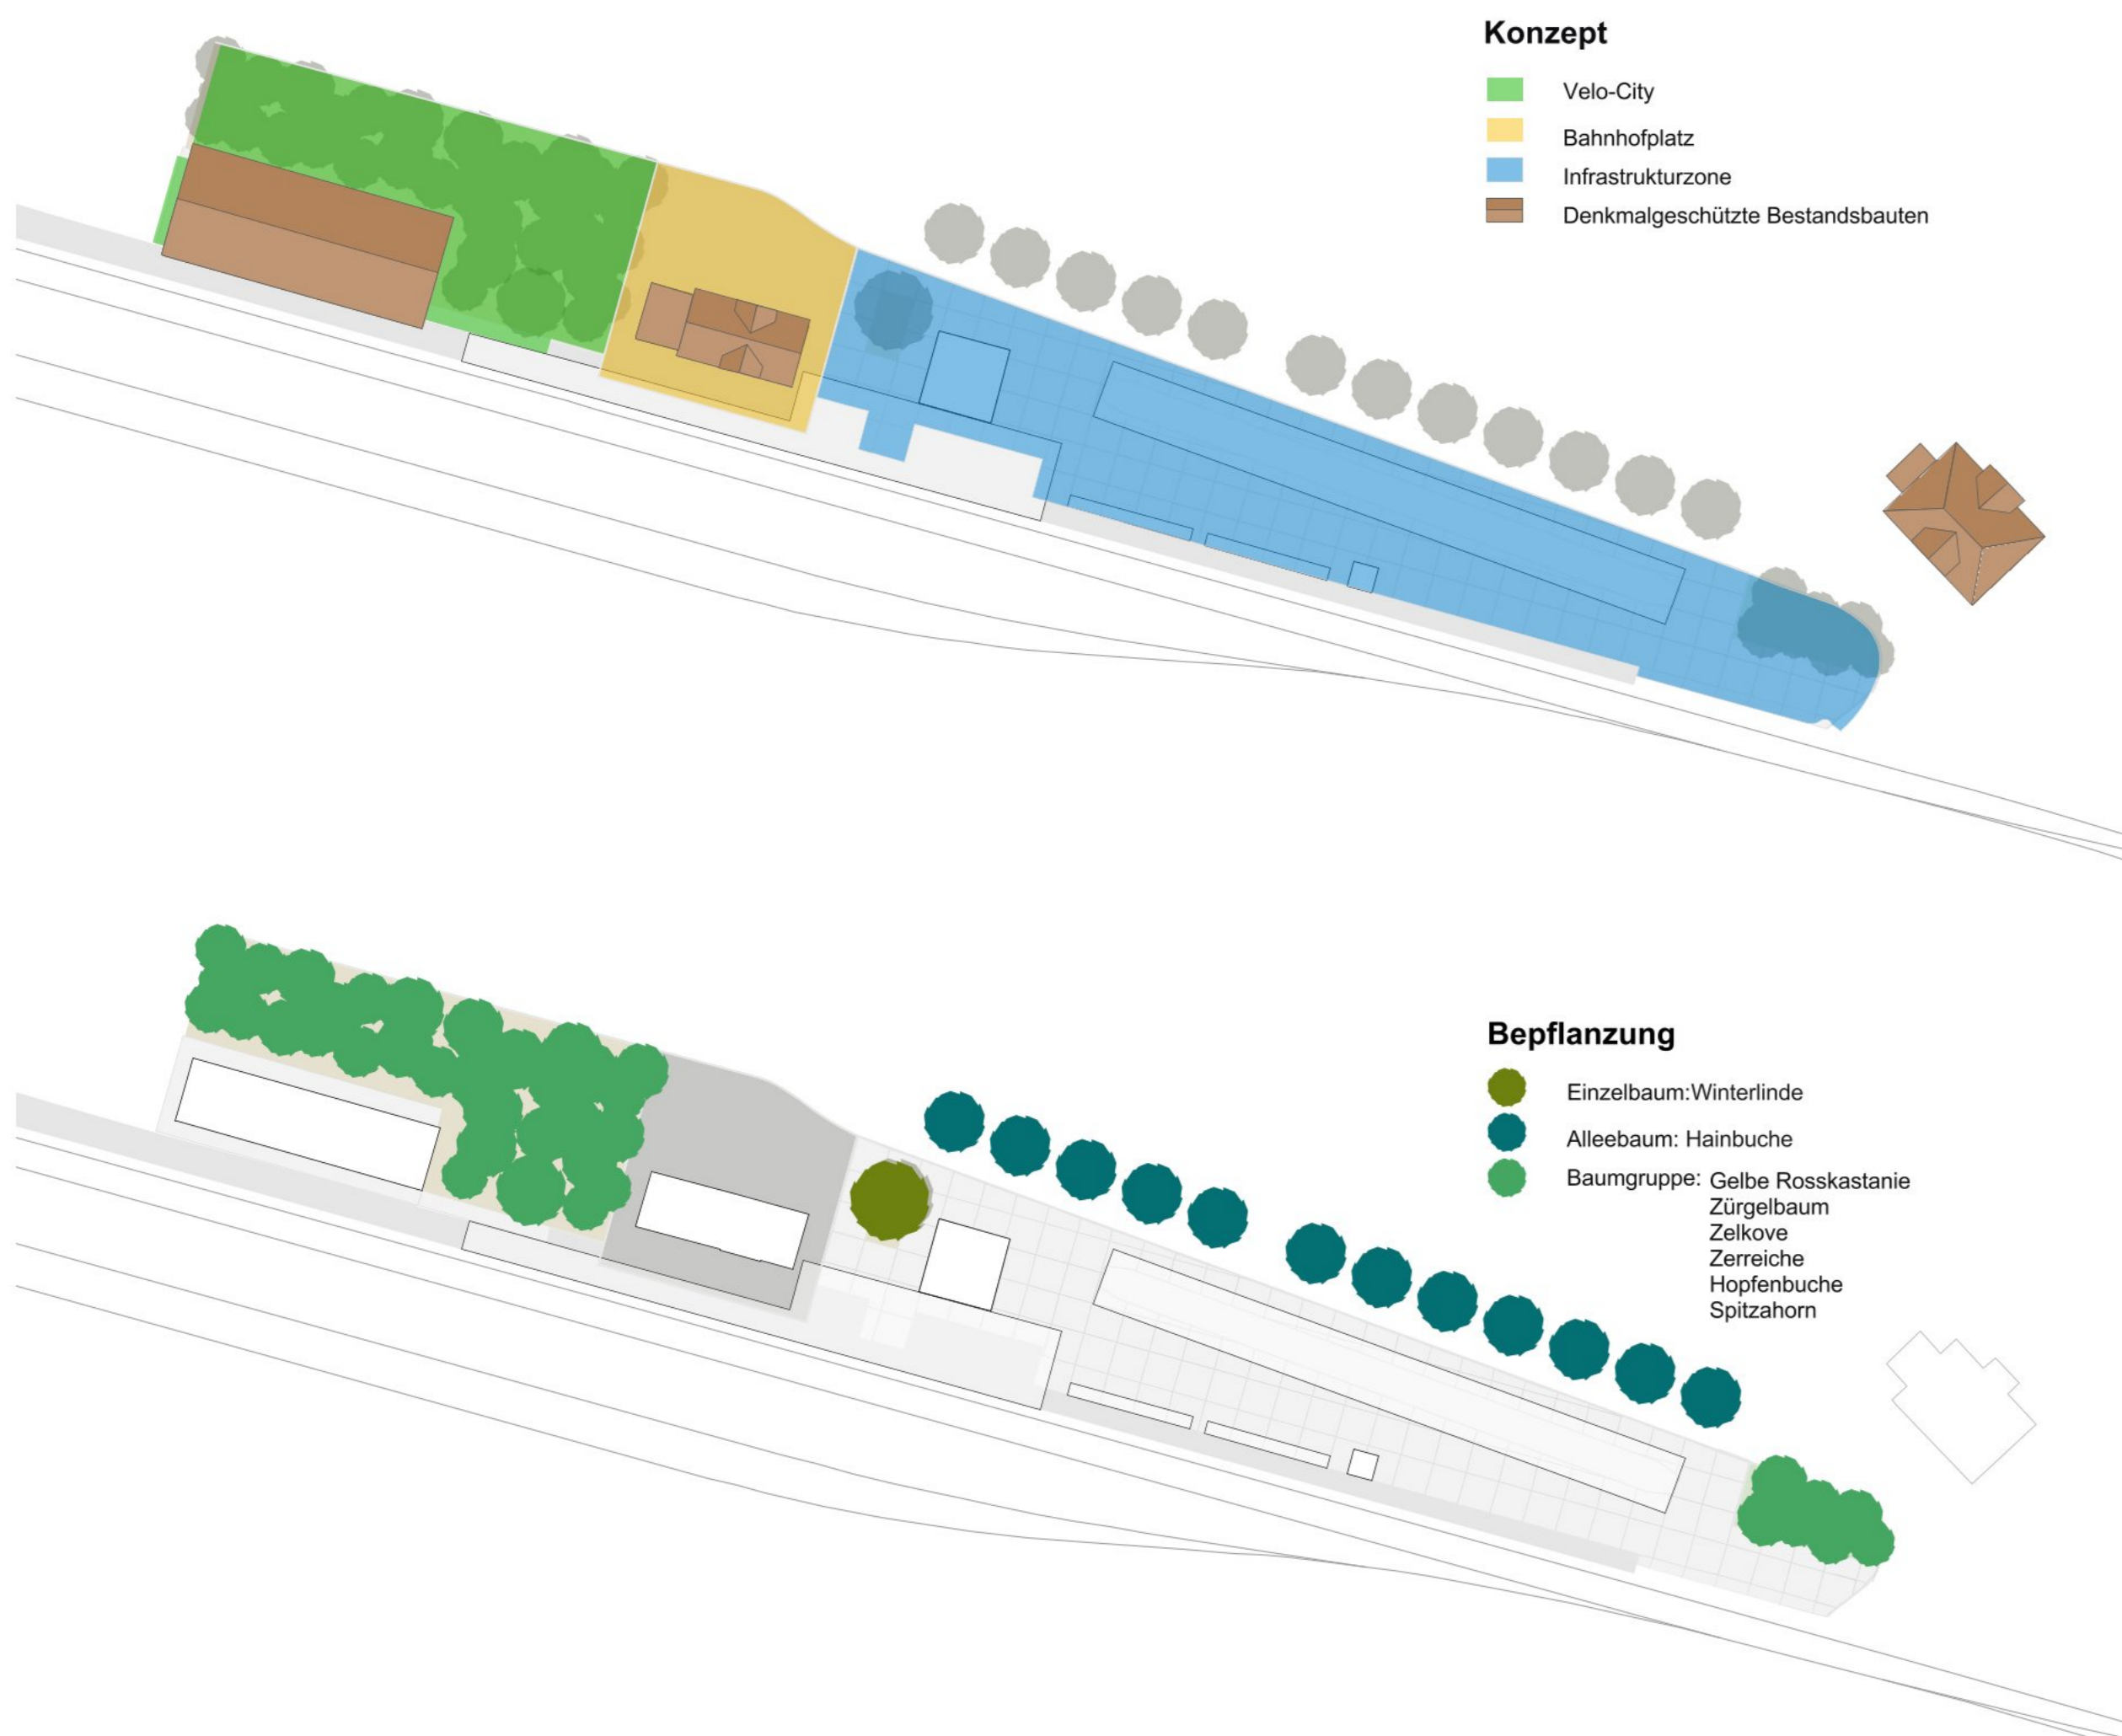 Konzept
Velo-City
Bahnhofplatz
Infrastrukturzone
Denkmalgeschützte Bestandsbauten
Bepflanzung
Einzelbaum:Winterlinde
Alleebaum: Hainbuche
Baumgruppe: Gelbe Rosskastanie
Zürgelbaum
Zelkove
Zerreiche
Hopfenbuche
Spitzahorn